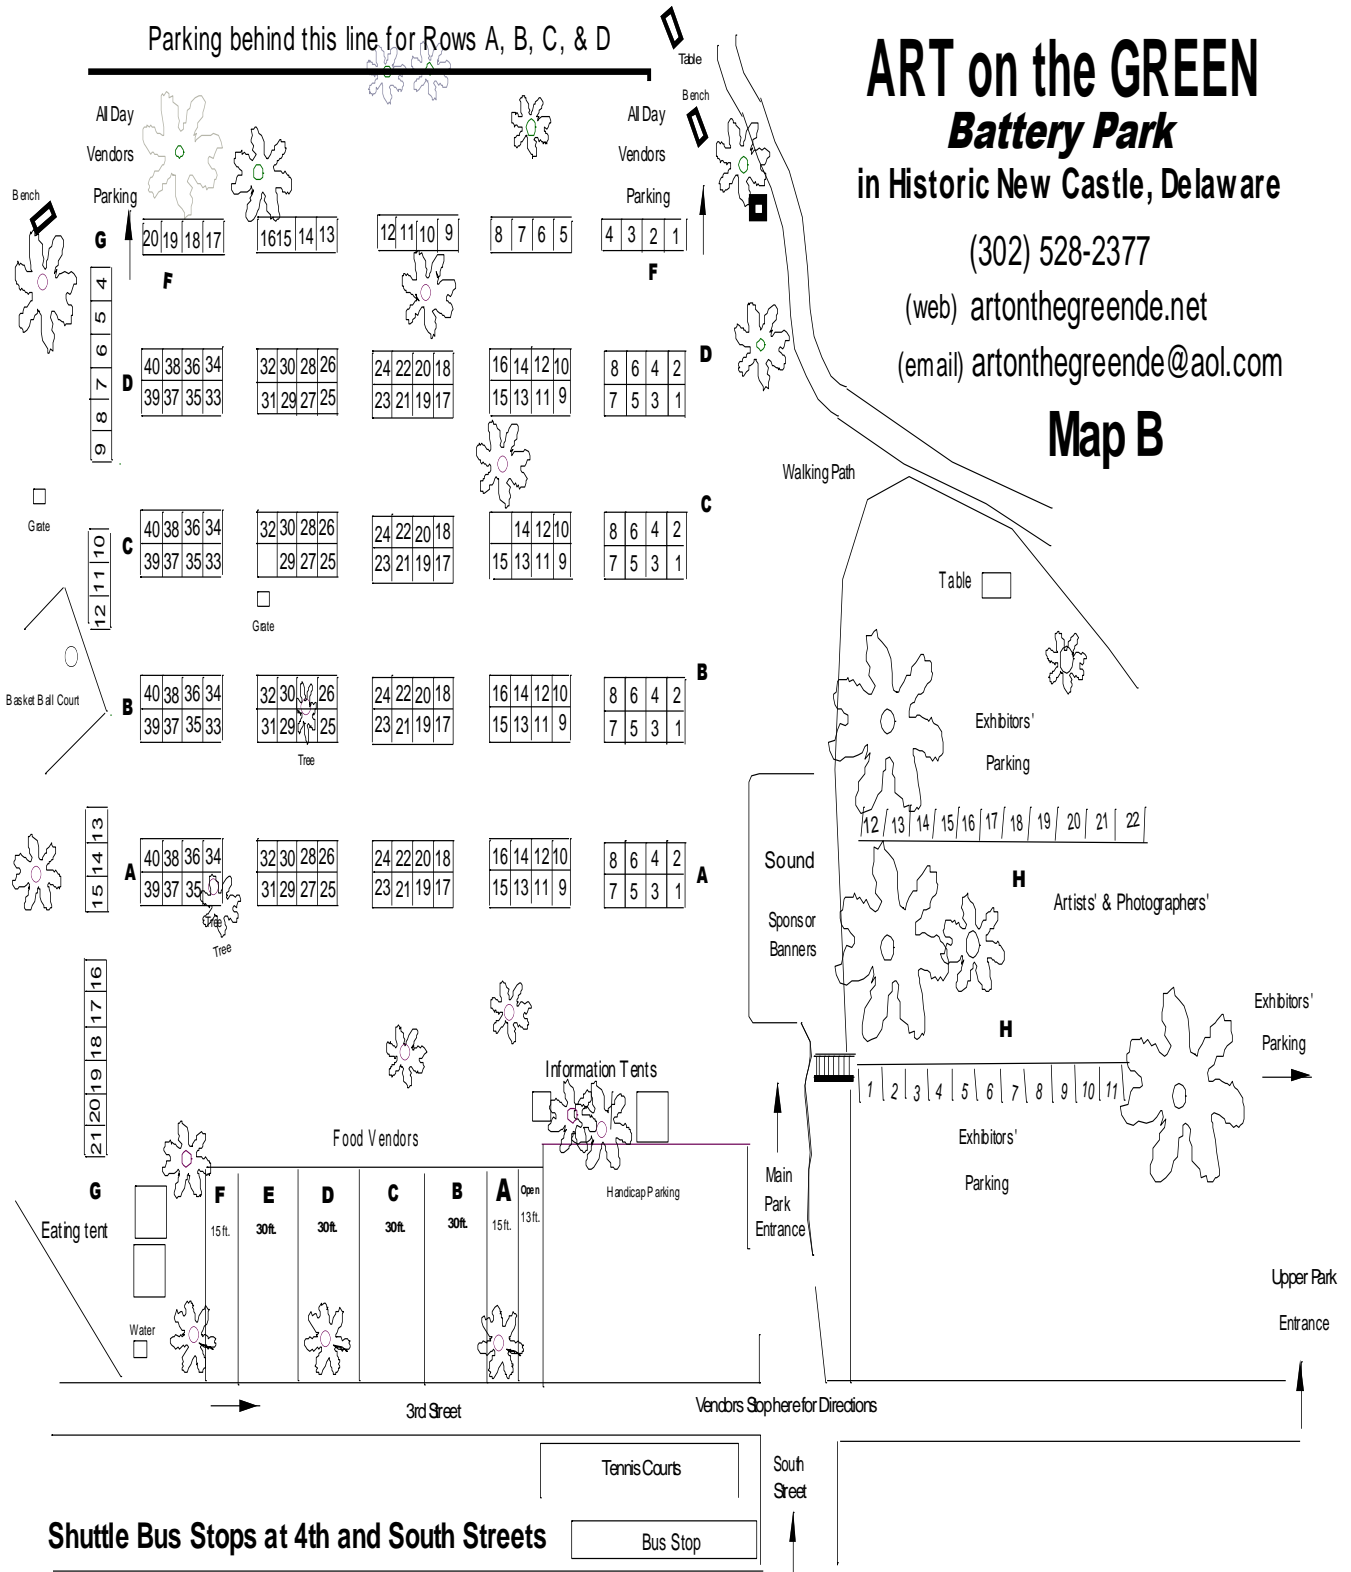 Parking behind this line for Rows A, B, C, & D
Table
Bench
ART on the GREEN
Battery Park
in Historic New Castle, Delaware
(302) 528-2377
(web) artonthegreende.net
(email) artonthegreende@aol.com
Map B
All Day
Vendors
Parking
All Day
Vendors
Parking
Bench
G
20 19 18 17
16 15 14 13
12 11 10 9
8 7 6 5
4 3 2 1
F
F
4
5
6
7
8
9
D
40 38 36 34
39 37 35 33
32 30 28 26
31 29 27 25
24 22 20 18
23 21 19 17
16 14 12 10
15 13 11 9
8 6 4 2
7 5 3 1
D
Walking Path
Grate
10
11
12
C
40 38 36 34
39 37 35 33
32 30 28 26
29 27 25
24 22 20 18
23 21 19 17
14 12 10
15 13 11 9
8 6 4 2
7 5 3 1
C
Grate
Table
Basket Ball Court
B
40 38 36 34
39 37 35 33
32 30 26
31 29 25
Tree
24 22 20 18
23 21 19 17
16 14 12 10
15 13 11 9
8 6 4 2
7 5 3 1
B
Exhibitors'
Parking
12 13 14 15 16 17 18 19 20 21 22
13
14
15
A
40 38 36 34
39 37 35
Tree
Tree
32 30 28 26
31 29 27 25
24 22 20 18
23 21 19 17
16 14 12 10
15 13 11 9
8 6 4 2
7 5 3 1
A
Sound
Sponsor
Banners
H
Artists' & Photographers'
H
Exhibitors'
Parking
1 2 3 4 5 6 7 8 9 10 11
Exhibitors'
Parking
16
17
18
19
20
21
G
Information Tents
Food Vendors
Eating tent
Water
F
15 ft.
E
30 ft.
D
30 ft.
C
30 ft.
B
30 ft.
A
15 ft.
Open
13 ft.
Handicap Parking
Main
Park
Entrance
Upper Park
Entrance
3rd Street
Vendors Stop here for Directions
Tennis Courts
South
Street
Shuttle Bus Stops at 4th and South Streets
Bus Stop